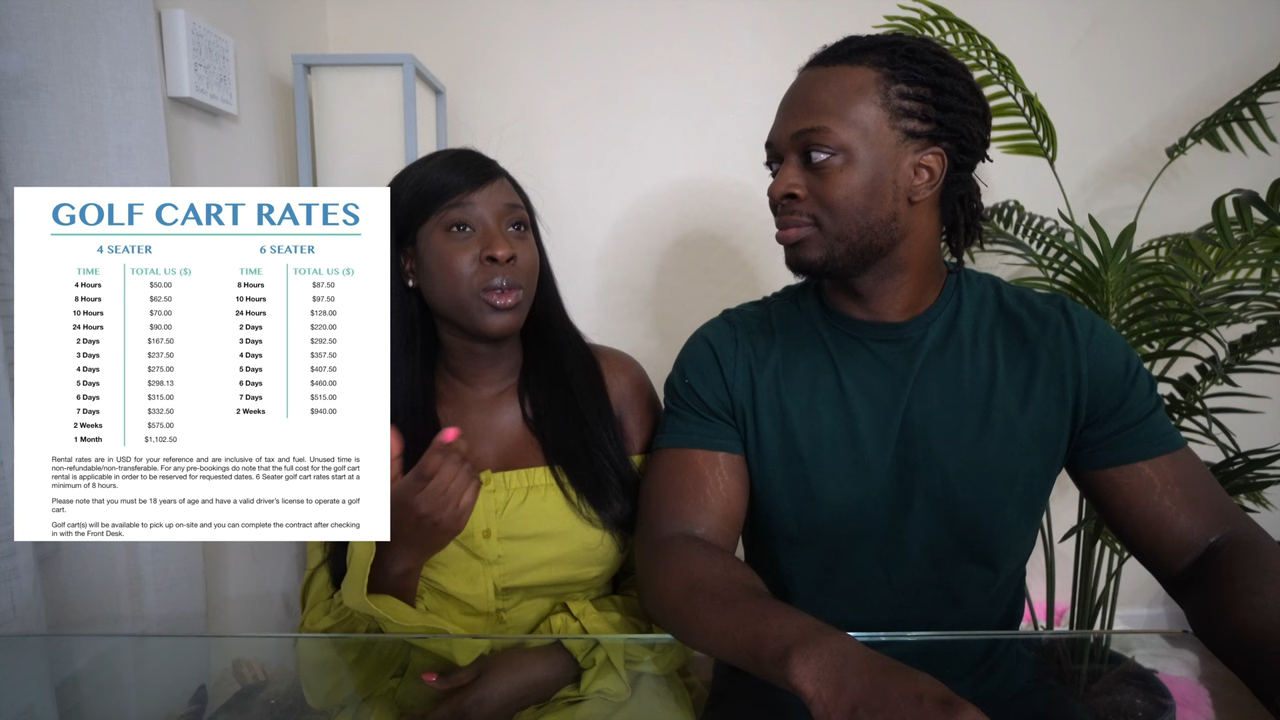 GOLF CART RATES
4 SEATER 6 SEATER
TIME TOTAL US ($) TIME TOTAL US ($)
4 Hours $50.00 8 Hours $87.50
8 Hours $62.50 10 Hours $97.50
10 Hours $70.00 24 Hours $128.00
24 Hours $90.00 2 Days $220.00
2 Days $167.50 3 Days $292.50
3 Days $237.50 4 Days $357.50
4 Days $275.00 5 Days $407.50
5 Days $298.13 6 Days $460.00
6 Days $315.00 7 Days $515.00
7 Days $332.50 2 Weeks $940.00
2 Weeks $575.00
1 Month $1,102.50
Rental rates are in USD for your reference and are inclusive of tax and fuel. Unused time is
non-refundable/non-transferable. For any pre-bookings do note that the full cost for the golf cart
rental is applicable in order to be reserved for requested dates. 6 Seater golf cart rates start at a
minimum of 8 hours.
Please note that you must be 18 years of age and have a valid driver's license to operate a golf
cart.
Golf cart(s) will be available to pick up on-site and you can complete the contract after checking
in with the Front Desk.